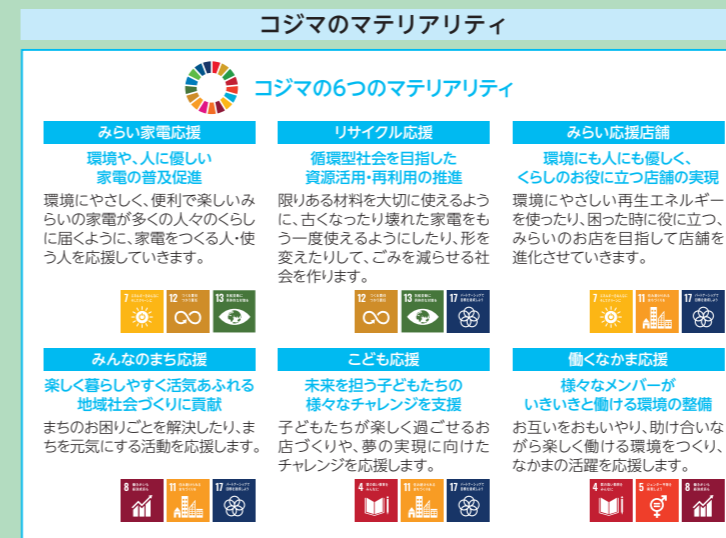 コジマのマテリアリティ
コジマの6つのマテリアリティ
みらい家電応援
環境や、人に優しい
家電の普及促進
環境にやさしく、便利で楽しいみ
らいの家電が多くの人々のくらし
に届くように、家電をつくる人・使
う人を応援していきます。
7
12
13
リサイクル応援
循環型社会を目指した
資源活用・再利用の推進
限りある材料を大切に使えるよう
に、古くなったり壊れた家電をも
う一度使えるようにしたり、形を
変えたりして、ごみを減らせる社
会を作ります。
12
13
17
みらい応援店舗
環境にも人にも優しく、
くらしのお役に立つ店舗の実現
環境にやさしい再生エネルギー
を使ったり、困った時に役に立つ、
みらいのお店を目指して店舗を
進化させていきます。
7
11
17
みんなのまち応援
楽しく暮らしやすく活気あふれる
地域社会づくりに貢献
まちのお困りごとを解決したり、ま
ちを元気にする活動を応援します。
8
11
17
こども応援
未来を担う子どもたちの
様々なチャレンジを支援
子どもたちが楽しく過ごせるお
店づくりや、夢の実現に向けた
チャレンジを応援します。
4
11
17
働くなかま応援
様々なメンバーが
いきいきと働ける環境の整備
お互いをおもいやり、助け合いな
がら楽しく働ける環境をつくり、
なかまの活躍を応援します。
4
5
8